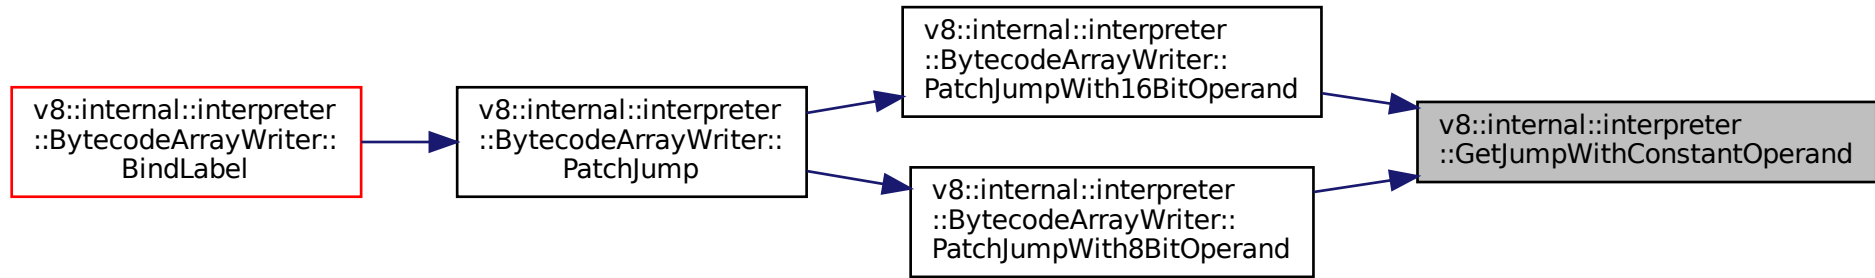 v8::internal::interpreter
::BytecodeArrayWriter::
BindLabel
v8::internal::interpreter
::BytecodeArrayWriter::
PatchJump
v8::internal::interpreter
::BytecodeArrayWriter::
PatchJumpWith16BitOperand
v8::internal::interpreter
::BytecodeArrayWriter::
PatchJumpWith8BitOperand
v8::internal::interpreter
::GetJumpWithConstantOperand